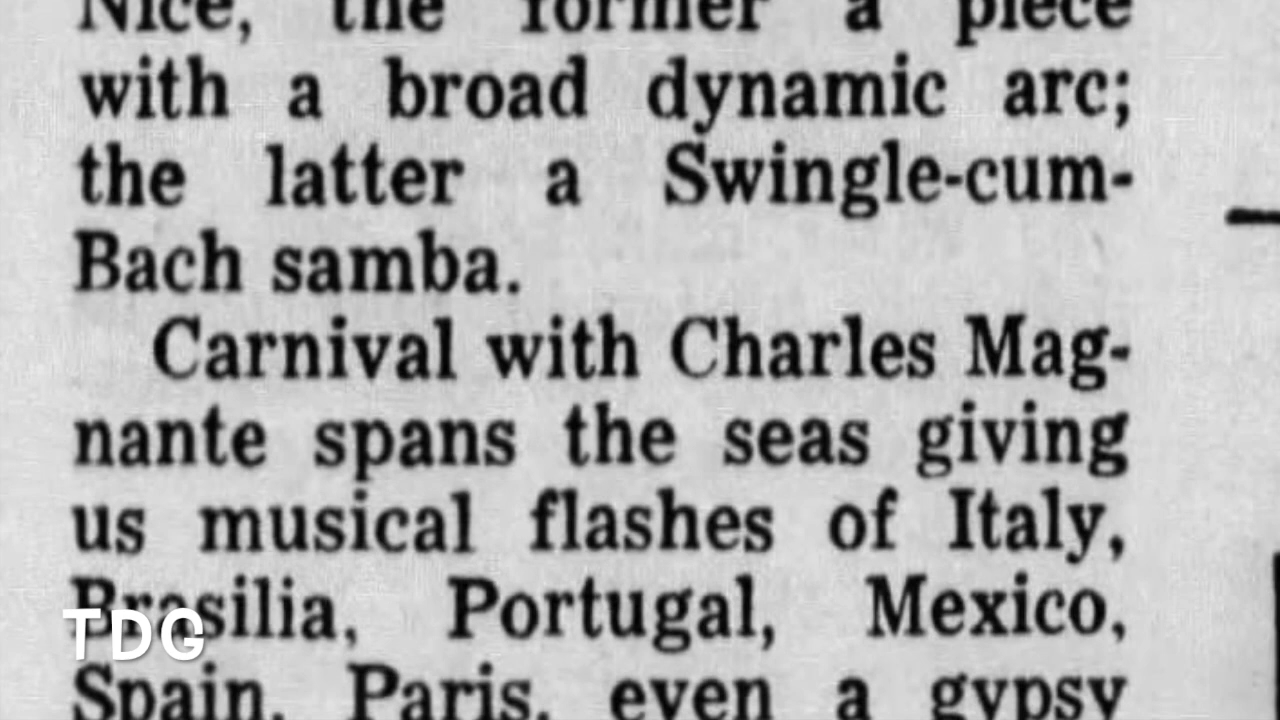 Nice, the former a piece
with a broad dynamic arc;
the latter a Swingle-cum-
Bach samba.
Carnival with Charles Mag-
nante spans the seas giving
us musical flashes of Italy,
Brasilia, Portugal, Mexico,
Spain, Paris, even a gypsy
TDG